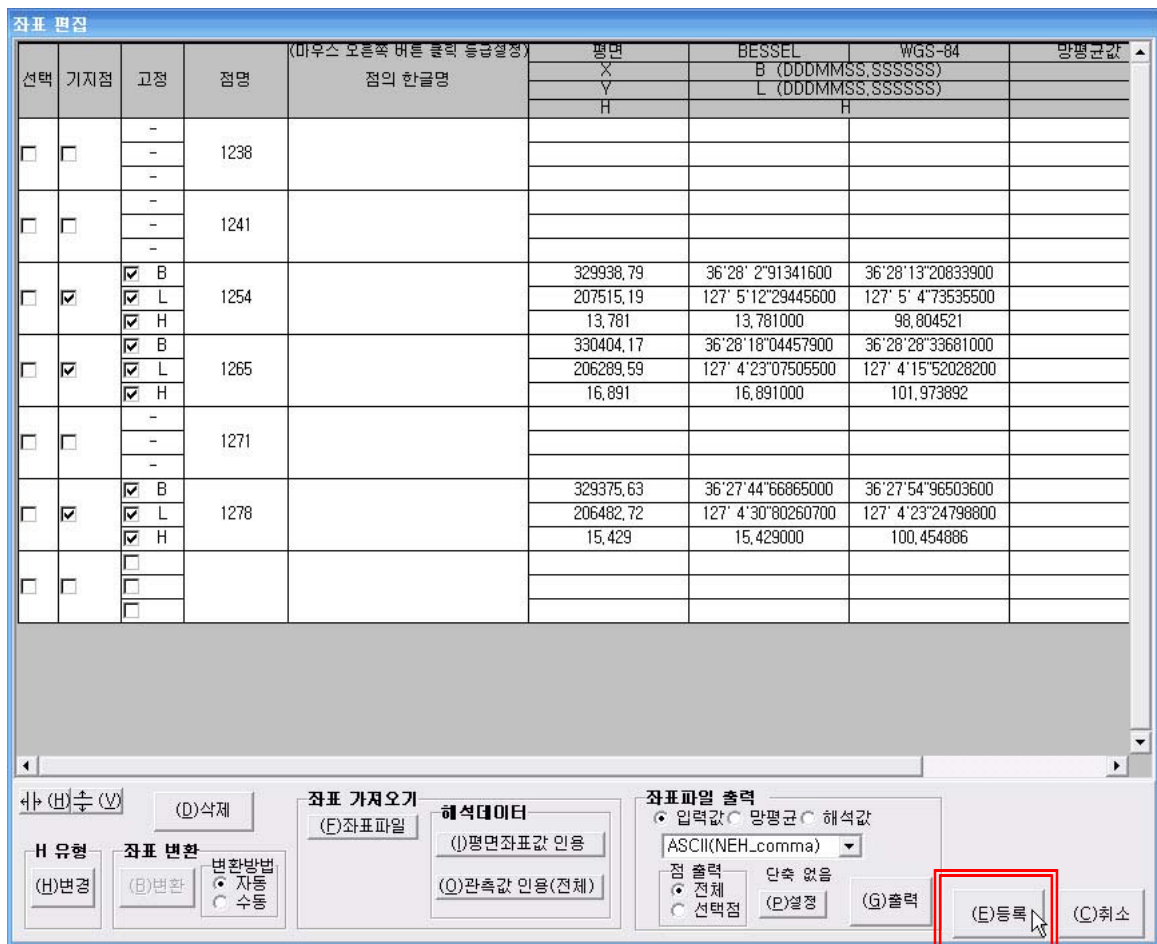 좌표 편집
(마우스 오른쪽 버튼 클릭 등급설정) 평면 BESSEL WGS-84 망평균값
선택 기지점 고정 점명 점의 한글명 X B (DDDMMSS,SSSSSS)
Y L (DDDMMSS,SSSSSS)
H H
-
- 1238
-
-
- 1241
-
B 329938,79 36'28' 2"91341600 36'28'13"20833900
L 1254 207515,19 127' 5'12"29445600 127' 5' 4"73535500
H 13,781 13,781000 98,804521
B 330404,17 36'28'18"04457900 36'28'28"33681000
L 1265 206289,59 127' 4'23"07505500 127' 4'15"52028200
H 16,891 16,891000 101,973892
-
- 1271
-
B 329375,63 36'27'44"66865000 36'27'54"96503600
L 1278 206482,72 127' 4'30"80260700 127' 4'23"24798800
H 15,429 15,429000 100,454886
(H) (V) (D)삭제
H 유형
(H)변경
좌표 변환
(B)변환
변환방법
자동
수동
좌표 가져오기
(F)좌표파일
해석데이터
(I)평면좌표값 인용
(O)관측값 인용(전체)
좌표파일 출력
입력값 망평균 해석값
ASCII(NEH_comma)
점 출력
전체
선택점
단축 없음
(P)설정
(G)출력
(E)등록
(C)취소